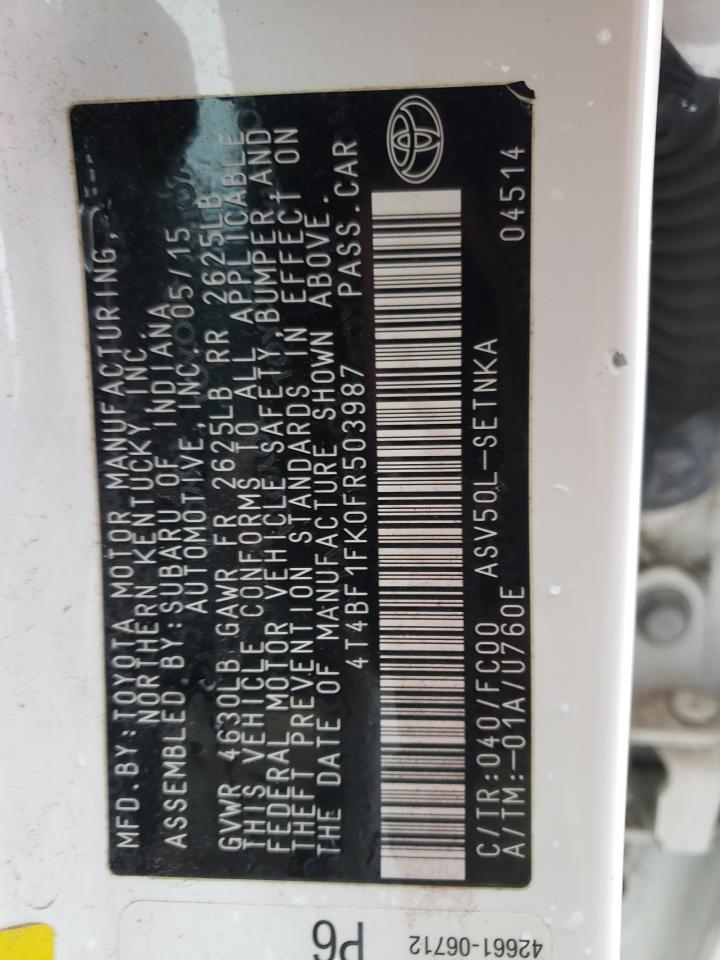 MFD.BY:TOYOTA MOTOR MANUFACTURING,
NORTHERN KENTUCKY INC.
ASSEMBLED BY:SUBARU OF INDIANA
AUTOMOTIVE,INC.05/15
GVWR 4630LB GAWR FR 2625LB RR 2625LB
THIS VEHICLE CONFORMS TO ALL APPLICABLE
FEDERAL MOTOR VEHICLE SAFETY,BUMPER,AND
THEFT PREVENTION STANDARDS IN EFFECT ON
THE DATE OF MANUFACTURE SHOWN ABOVE.
4T4BF1FK0FR503987 PASS.CAR
C/TR:040/FC00 ASV50L-SETNKA
A/TM:-01A/U760E 04514
P6
42661-06712